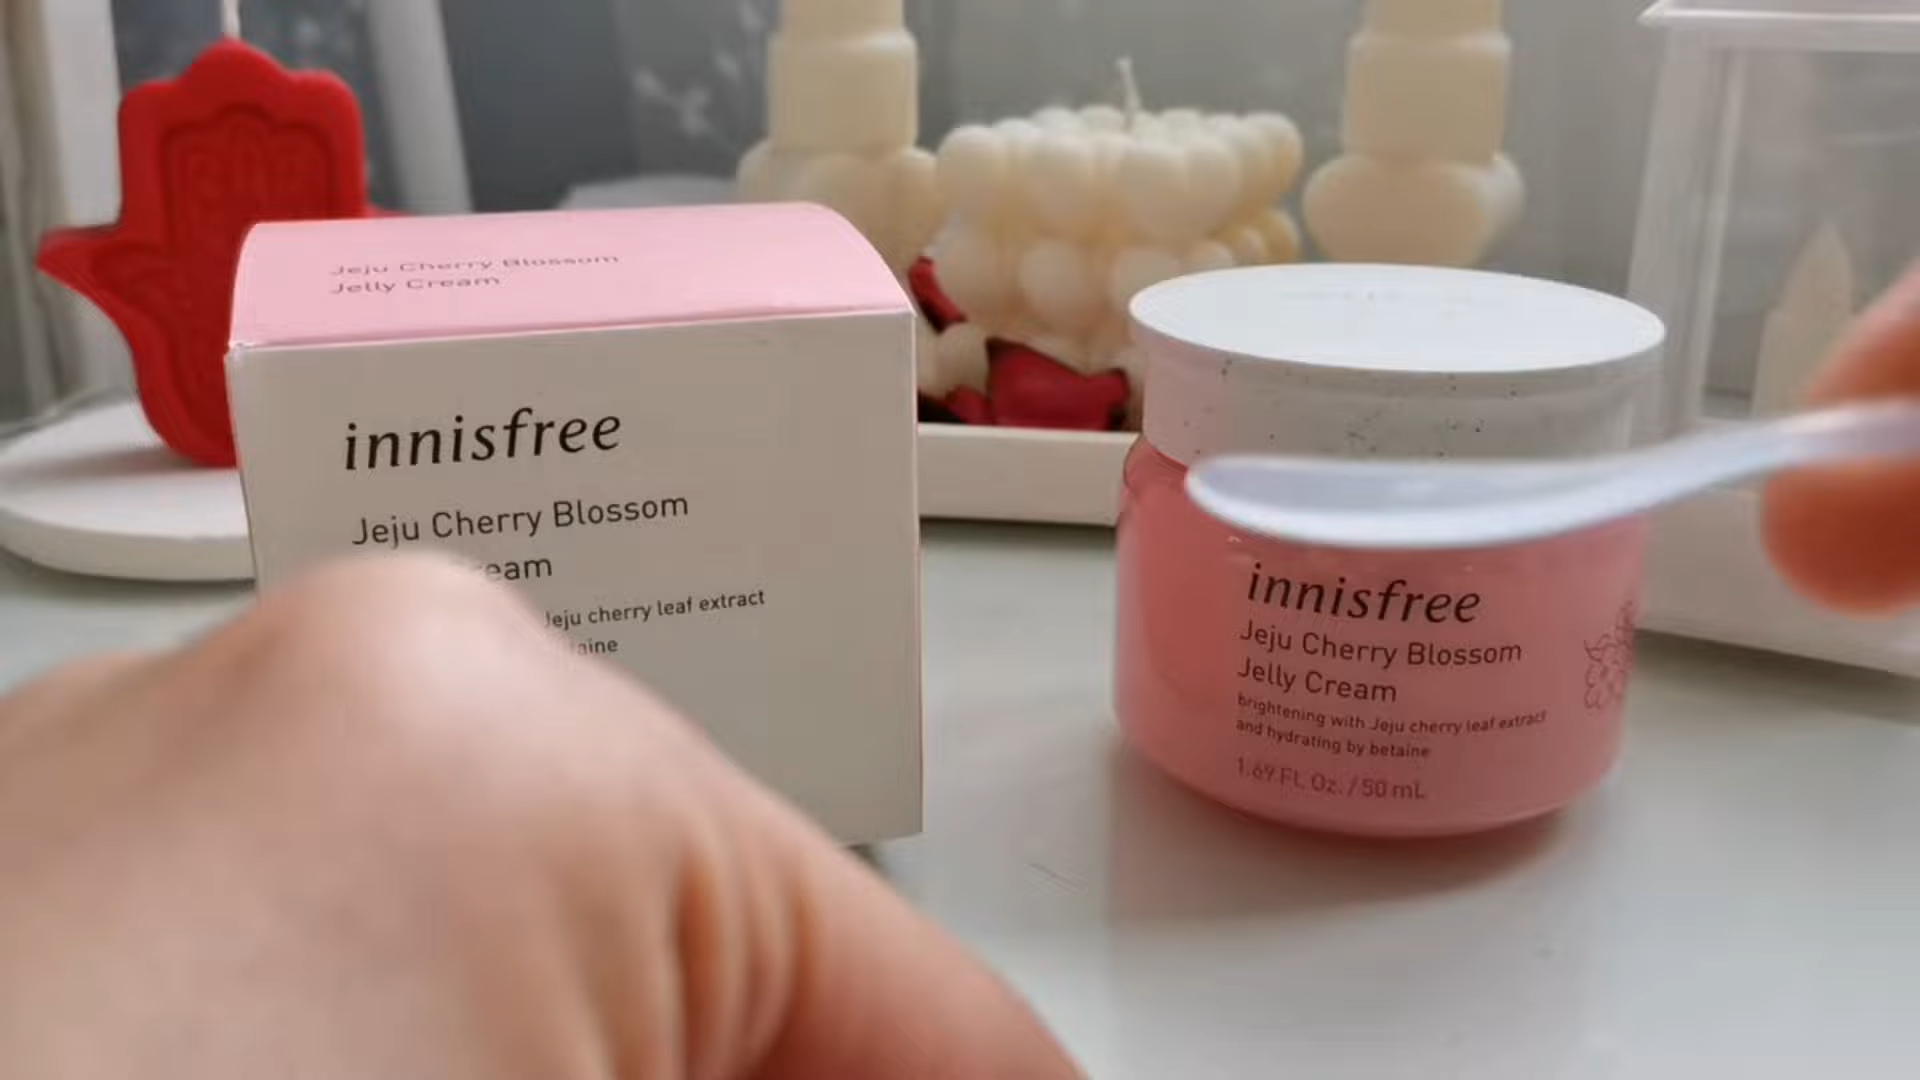 Jeju Cherry Blossom
Jelly Cream
innisfree
Jeju Cherry Blossom
eam
Jeju cherry leaf extract
aine
innisfree
Jeju Cherry Blossom
Jelly Cream
brightening with Jeju cherry leaf extract
and hydrating by betaine
1.69 FL Oz. / 50 mL